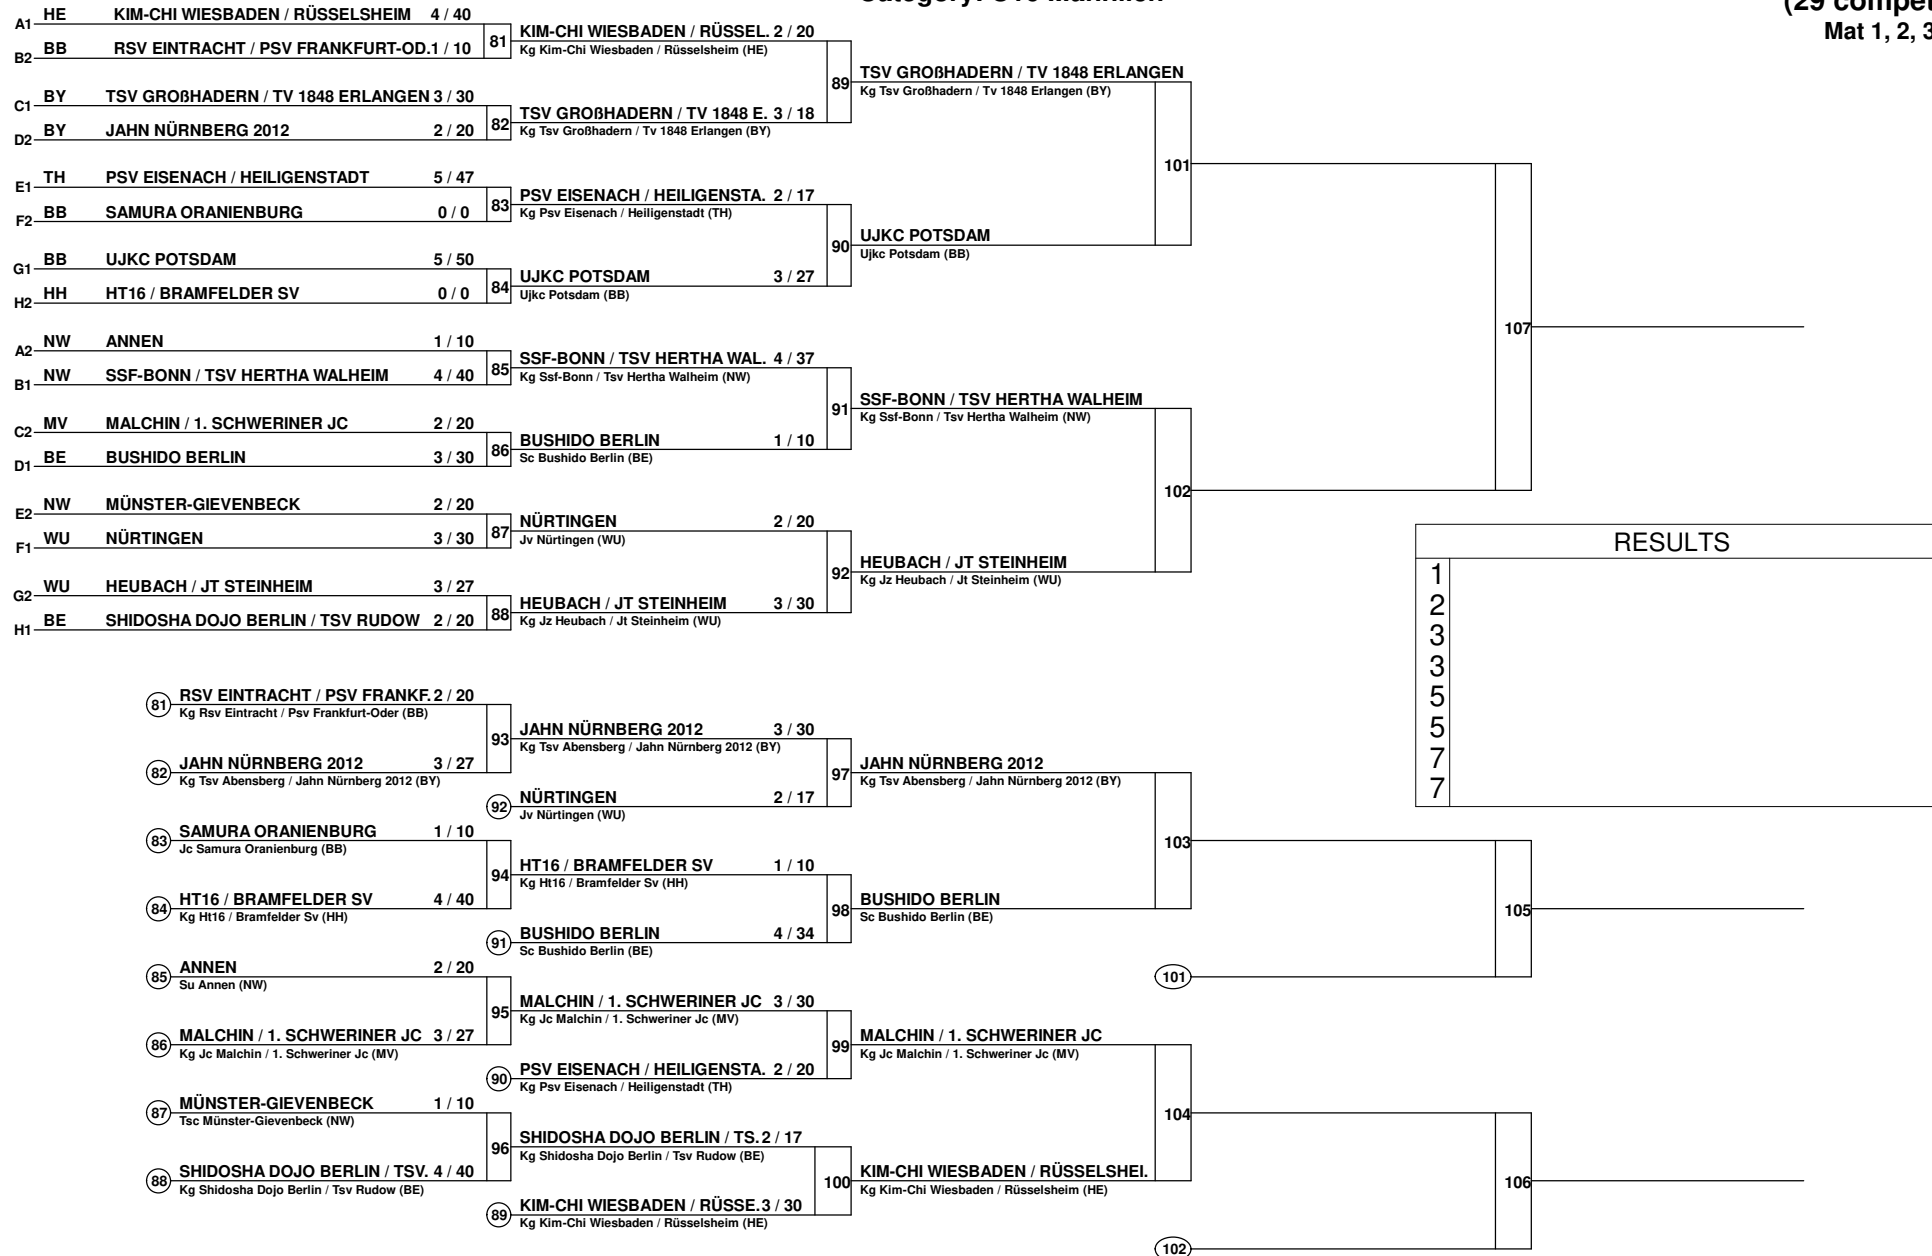 (29 compet
Mat 1, 2, 3
A1 HE KIM-CHI WIESBADEN / RÜSSELSHEIM 4 / 40
B2 BB RSV EINTRACHT / PSV FRANKFURT-OD. 1 / 10
81
KIM-CHI WIESBADEN / RÜSSEL. 2 / 20
Kg Kim-Chi Wiesbaden / Rüsselsheim (HE)
C1 BY TSV GROßHADERN / TV 1848 ERLANGEN 3 / 30
D2 BY JAHN NÜRNBERG 2012 2 / 20
82
TSV GROßHADERN / TV 1848 E. 3 / 18
Kg Tsv Großhadern / Tv 1848 Erlangen (BY)
89
TSV GROßHADERN / TV 1848 ERLANGEN
Kg Tsv Großhadern / Tv 1848 Erlangen (BY)
E1 TH PSV EISENACH / HEILIGENSTADT 5 / 47
F2 BB SAMURA ORANIENBURG 0 / 0
83
PSV EISENACH / HEILIGENSTA. 2 / 17
Kg Psv Eisenach / Heiligenstadt (TH)
G1 BB UJKC POTSDAM 5 / 50
H2 HH HT16 / BRAMFELDER SV 0 / 0
84
UJKC POTSDAM 3 / 27
Ujkc Potsdam (BB)
90
UJKC POTSDAM
Ujkc Potsdam (BB)
101
A2 NW ANNEN 1 / 10
B1 NW SSF-BONN / TSV HERTHA WALHEIM 4 / 40
85
SSF-BONN / TSV HERTHA WAL. 4 / 37
Kg Ssf-Bonn / Tsv Hertha Walheim (NW)
C2 MV MALCHIN / 1. SCHWERINER JC 2 / 20
D1 BE BUSHIDO BERLIN 3 / 30
86
BUSHIDO BERLIN 1 / 10
Sc Bushido Berlin (BE)
91
SSF-BONN / TSV HERTHA WALHEIM
Kg Ssf-Bonn / Tsv Hertha Walheim (NW)
E2 NW MÜNSTER-GIEVENBECK 2 / 20
F1 WU NÜRTINGEN 3 / 30
87
NÜRTINGEN 2 / 20
Jv Nürtingen (WU)
G2 WU HEUBACH / JT STEINHEIM 3 / 27
H1 BE SHIDOSHA DOJO BERLIN / TSV RUDOW 2 / 20
88
HEUBACH / JT STEINHEIM 3 / 30
Kg Jz Heubach / Jt Steinheim (WU)
92
HEUBACH / JT STEINHEIM
Kg Jz Heubach / Jt Steinheim (WU)
102
107
RESULTS
1
2
3
3
5
5
7
7
81 RSV EINTRACHT / PSV FRANKF. 2 / 20
Kg Rsv Eintracht / Psv Frankfurt-Oder (BB)
82 JAHN NÜRNBERG 2012 3 / 27
Kg Tsv Abensberg / Jahn Nürnberg 2012 (BY)
93
JAHN NÜRNBERG 2012 3 / 30
Kg Tsv Abensberg / Jahn Nürnberg 2012 (BY)
92 NÜRTINGEN 2 / 17
Jv Nürtingen (WU)
97
JAHN NÜRNBERG 2012
Kg Tsv Abensberg / Jahn Nürnberg 2012 (BY)
83 SAMURA ORANIENBURG 1 / 10
Jc Samura Oranienburg (BB)
84 HT16 / BRAMFELDER SV 4 / 40
Kg Ht16 / Bramfelder Sv (HH)
94
HT16 / BRAMFELDER SV 1 / 10
Kg Ht16 / Bramfelder Sv (HH)
91 BUSHIDO BERLIN 4 / 34
Sc Bushido Berlin (BE)
98
BUSHIDO BERLIN
Sc Bushido Berlin (BE)
103
101
105
85 ANNEN 2 / 20
Su Annen (NW)
86 MALCHIN / 1. SCHWERINER JC 3 / 27
Kg Jc Malchin / 1. Schweriner Jc (MV)
95
MALCHIN / 1. SCHWERINER JC 3 / 30
Kg Jc Malchin / 1. Schweriner Jc (MV)
90 PSV EISENACH / HEILIGENSTA. 2 / 20
Kg Psv Eisenach / Heiligenstadt (TH)
99
MALCHIN / 1. SCHWERINER JC
Kg Jc Malchin / 1. Schweriner Jc (MV)
87 MÜNSTER-GIEVENBECK 1 / 10
Tsc Münster-Gievenbeck (NW)
88 SHIDOSHA DOJO BERLIN / TSV. 4 / 40
Kg Shidosha Dojo Berlin / Tsv Rudow (BE)
96
SHIDOSHA DOJO BERLIN / TS. 2 / 17
Kg Shidosha Dojo Berlin / Tsv Rudow (BE)
89 KIM-CHI WIESBADEN / RÜSSE. 3 / 30
Kg Kim-Chi Wiesbaden / Rüsselsheim (HE)
100
KIM-CHI WIESBADEN / RÜSSELSHEI.
Kg Kim-Chi Wiesbaden / Rüsselsheim (HE)
104
102
106